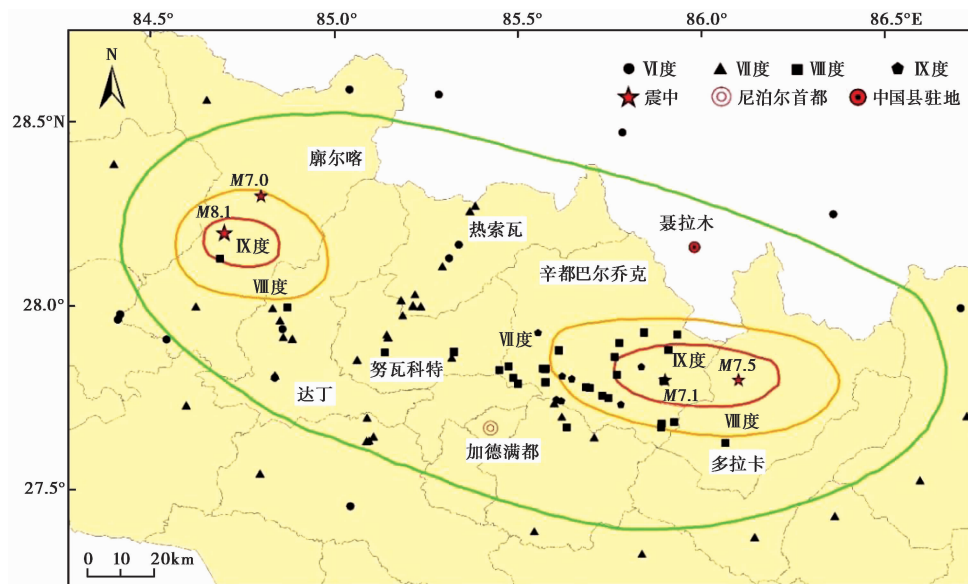 84.5° 85.0° 85.5° 86.0° 86.5°E
N
Ⅵ度 Ⅶ度 Ⅷ度 Ⅸ度
震中 尼泊尔首都 中国县驻地
28.5°N
廓尔喀
M7.0
M8.1
热索瓦
聂拉木
Ⅸ度
辛都巴尔乔克
Ⅷ度
28.0°
Ⅶ度
Ⅸ度
M7.5
努瓦科特
M7.1
达丁
Ⅷ度
加德满都
多拉卡
27.5°
0 10 20km